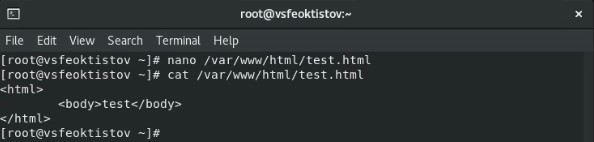 root@vsfeoktistov:~
File Edit View Search Terminal Help
[root@vsfeoktistov ~]# nano /var/www/html/test.html
[root@vsfeoktistov ~]# cat /var/www/html/test.html
<html>
        <body>test</body>
</html>
[root@vsfeoktistov ~]#